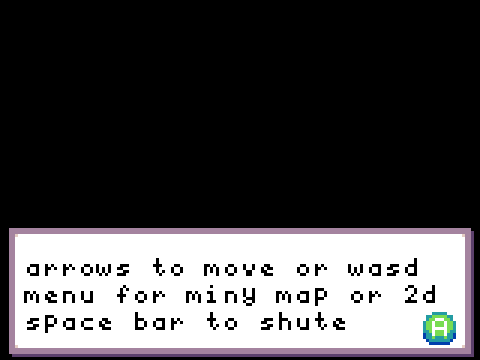 arrows to move or wasd
menu for miny map or 2d
space bar to shute
A